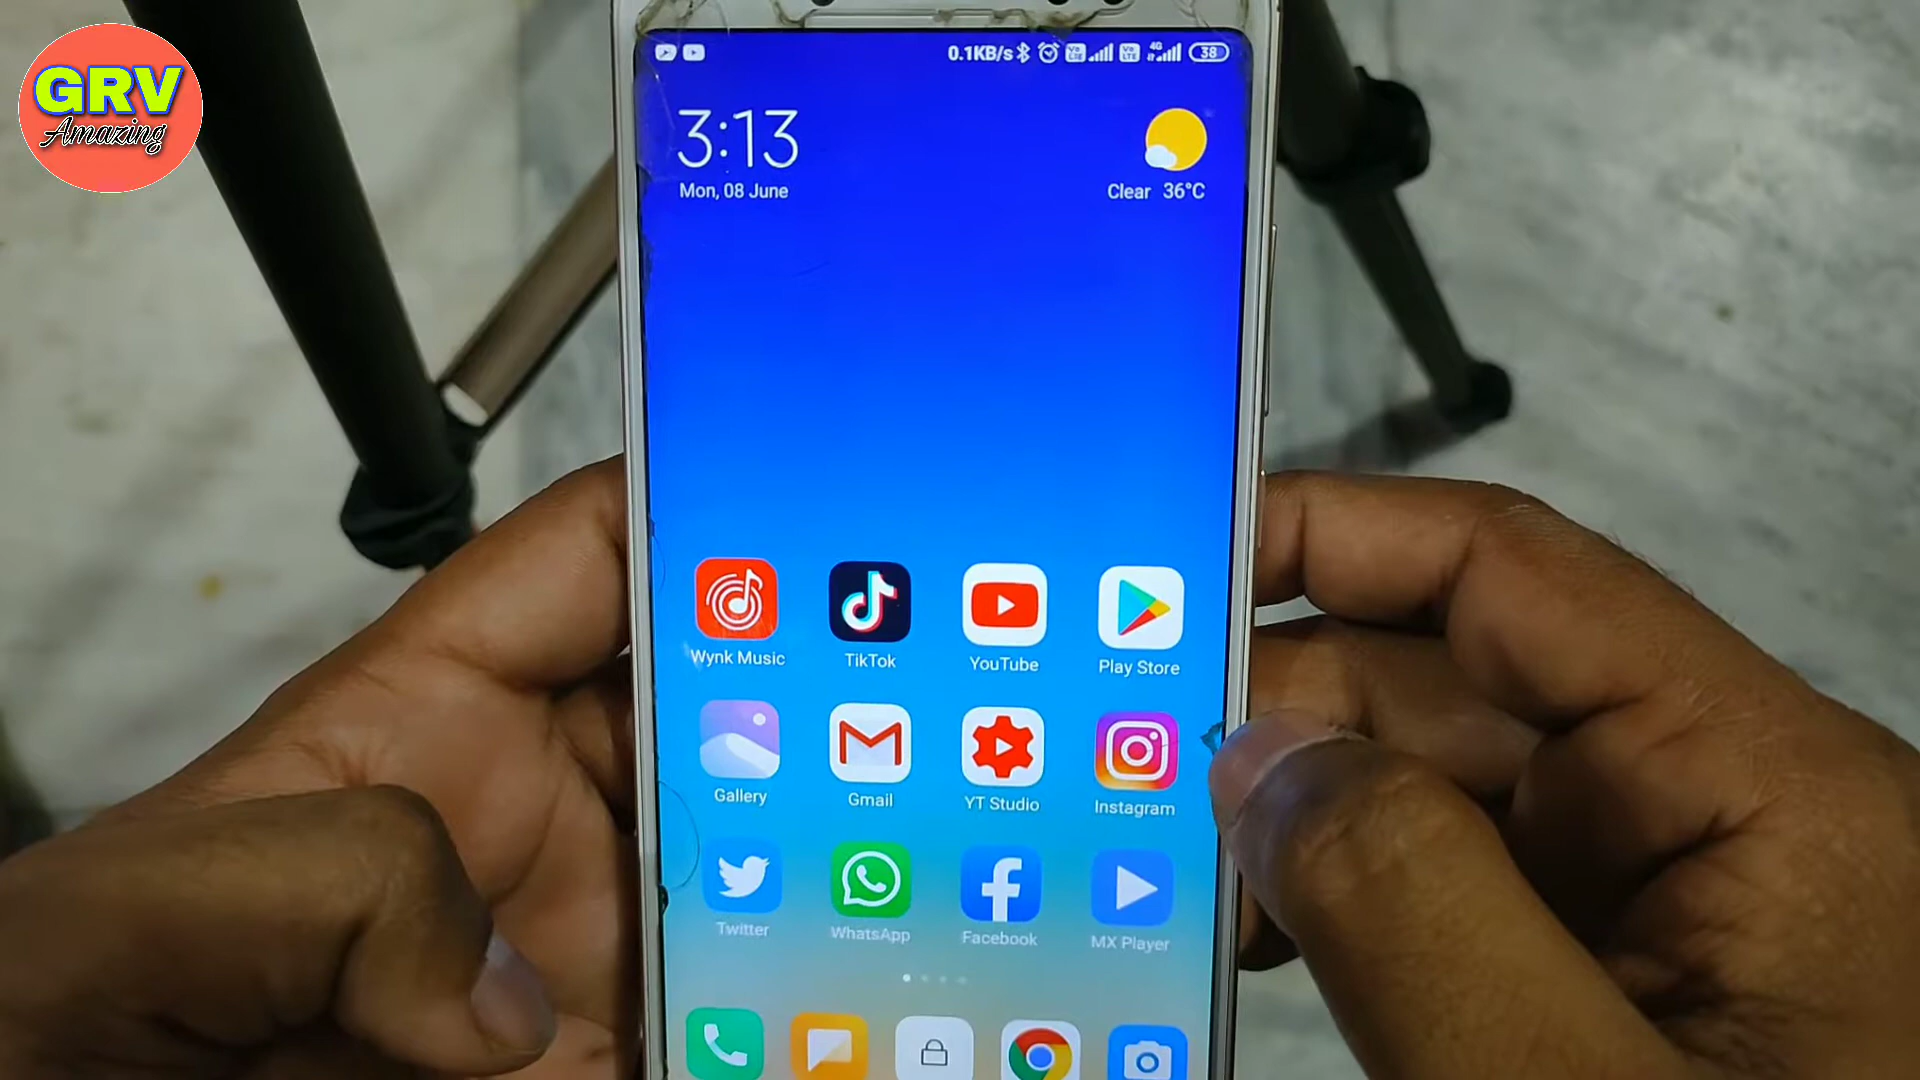 GRV
Amazing
0.1KB/s 4G 38
3:13
Mon, 08 June
Clear 36°C
Wynk Music TikTok YouTube Play Store
Gallery Gmail YT Studio Instagram
Twitter WhatsApp Facebook MX Player